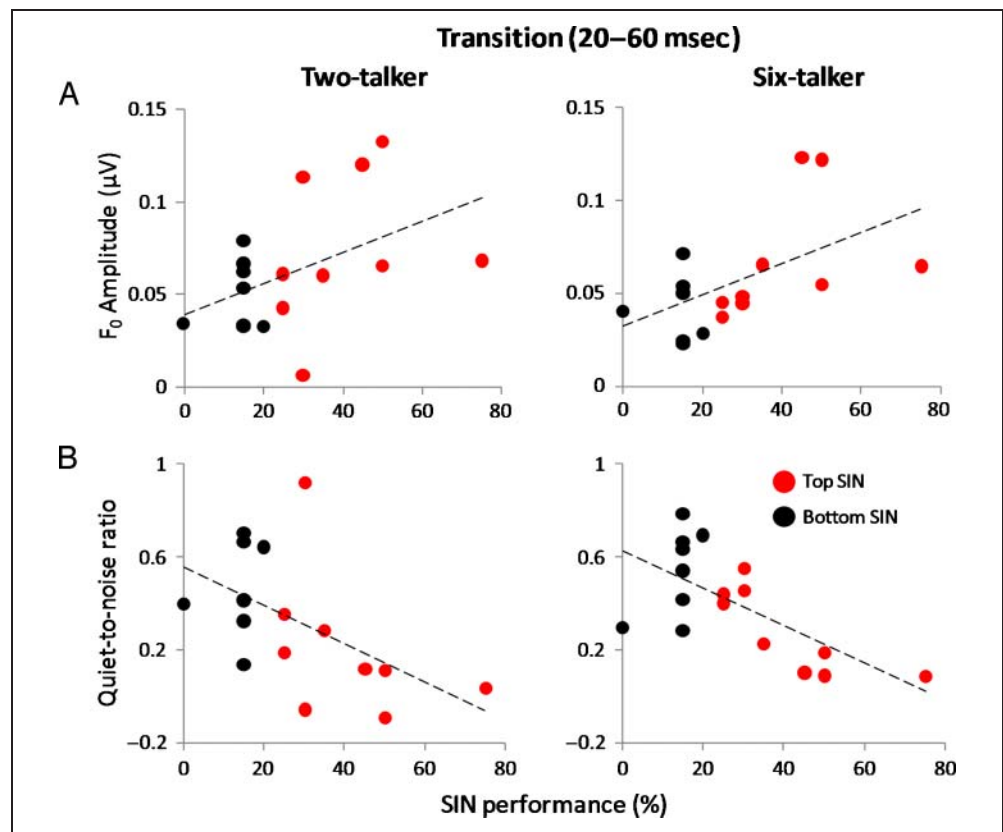 Transition (20–60 msec)
Two-talker
Six-talker
A
F₀ Amplitude (µV)
0.15
0.1
0.05
0
0 20 40 60 80
0.15
0.1
0.05
0
0 20 40 60 80
B
Quiet-to-noise ratio
1
0.6
0.2
–0.2
0 20 40 60 80
1
0.6
0.2
–0.2
0 20 40 60 80
Top SIN
Bottom SIN
SIN performance (%)